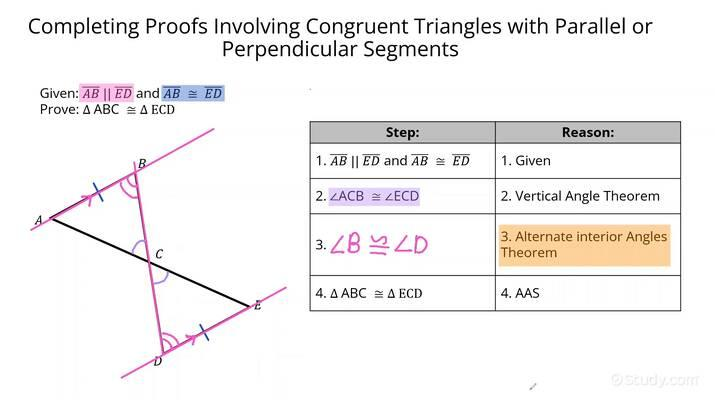 Completing Proofs Involving Congruent Triangles with Parallel or
Perpendicular Segments
Given: AB || ED and AB ≅ ED
Prove: Δ ABC ≅ Δ ECD
Step:
Reason:
1. AB || ED and AB ≅ ED
1. Given
2. ∠ACB ≅ ∠ECD
2. Vertical Angle Theorem
3. ∠B ≅ ∠D
3. Alternate interior Angles
Theorem
4. Δ ABC ≅ Δ ECD
4. AAS
B
A
C
E
D
©Study.com